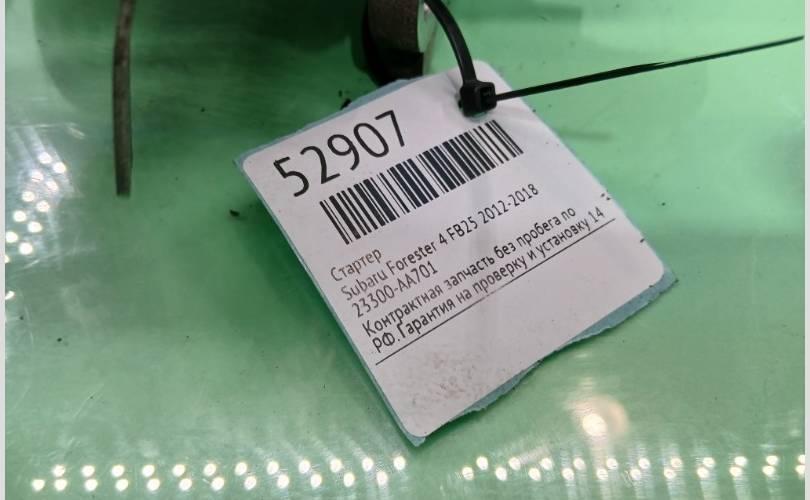 52907
Стартер
Subaru Forester 4 FB25 2012-2018
23300-AA701
Контрактная запчасть без пробега по
РФ.Гарантия на проверку и установку 14